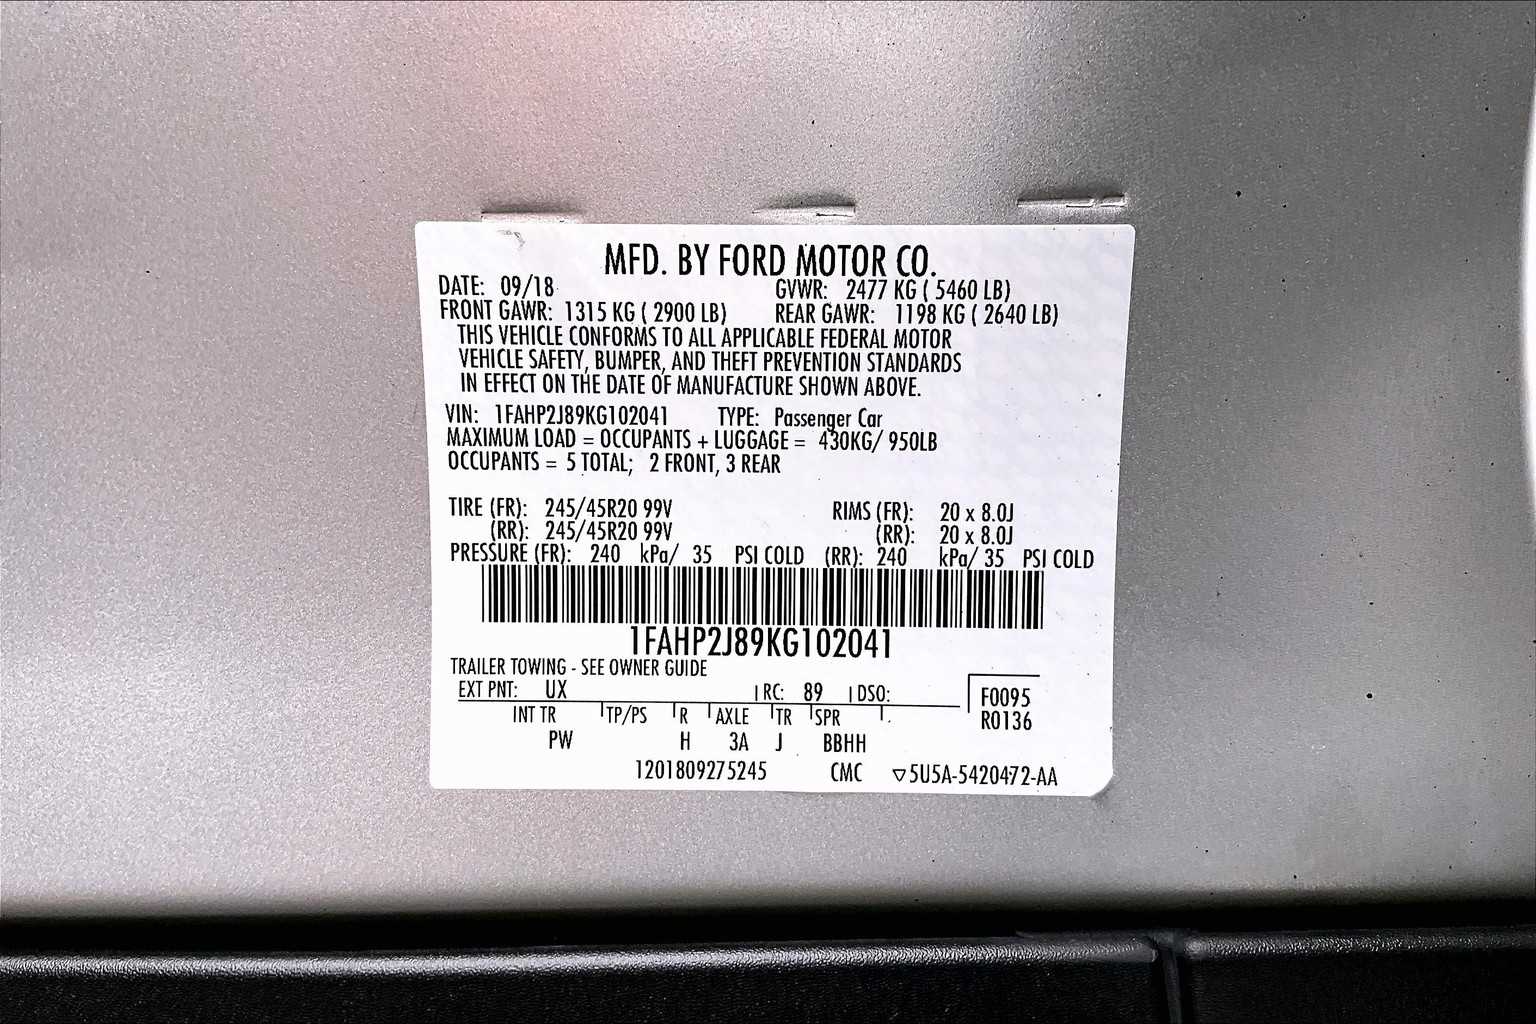 MFD. BY FORD MOTOR CO.
DATE: 09/18 GVWR: 2477 KG ( 5460 LB)
FRONT GAWR: 1315 KG ( 2900 LB) REAR GAWR: 1198 KG ( 2640 LB)
THIS VEHICLE CONFORMS TO ALL APPLICABLE FEDERAL MOTOR
VEHICLE SAFETY, BUMPER, AND THEFT PREVENTION STANDARDS
IN EFFECT ON THE DATE OF MANUFACTURE SHOWN ABOVE.
VIN: 1FAHP2J89KG102041 TYPE: Passenger Car
MAXIMUM LOAD = OCCUPANTS + LUGGAGE = 430KG/ 950LB
OCCUPANTS = 5 TOTAL; 2 FRONT, 3 REAR
TIRE (FR): 245/45R20 99V RIMS (FR): 20 x 8.0J
(RR): 245/45R20 99V (RR): 20 x 8.0J
PRESSURE (FR): 240 kPa/ 35 PSI COLD (RR): 240 kPa/ 35 PSI COLD
1FAHP2J89KG102041
TRAILER TOWING - SEE OWNER GUIDE
EXT PNT: UX RC: 89 DSO: F0095
INT TR TP/PS R AXLE TR SPR R0136
PW H 3A J BBHH
1201809275245 CMC ▽5U5A-5420472-AA